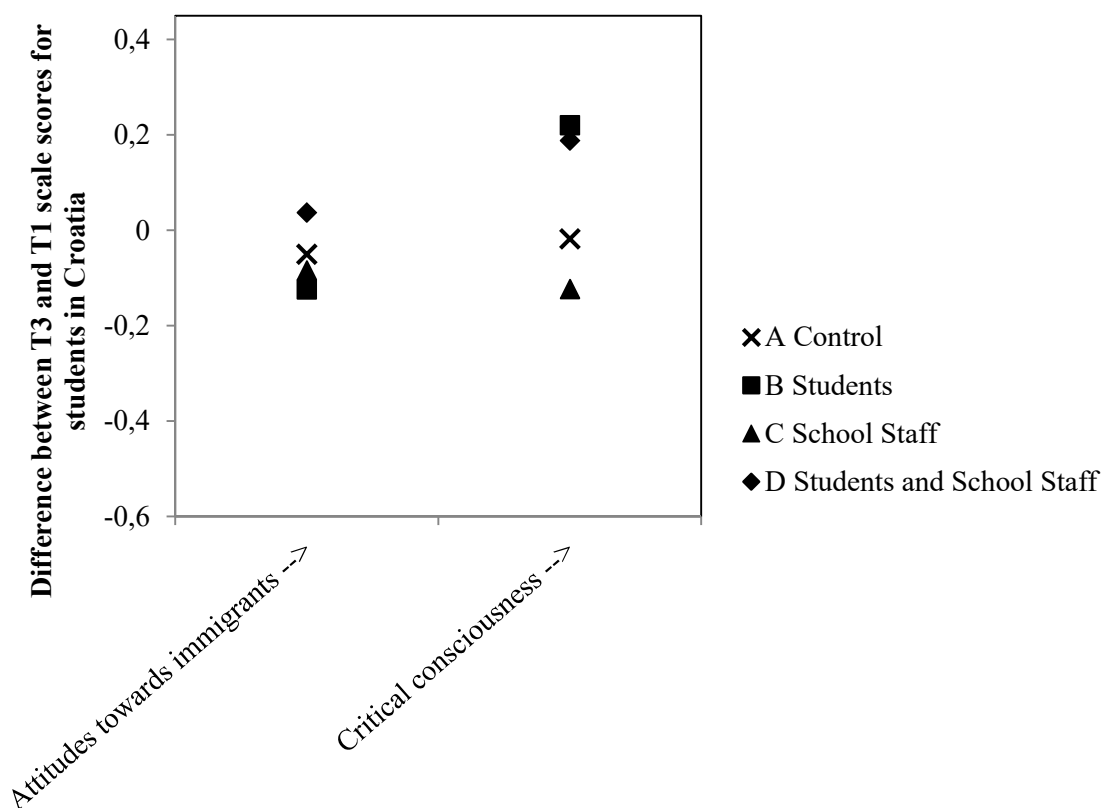 Difference between T3 and T1 scale scores for
students in Croatia
0,4
0,2
0
-0,2
-0,4
-0,6
Attitudes towards immigrants -->
Critical consciousness -->
A Control
B Students
C School Staff
D Students and School Staff